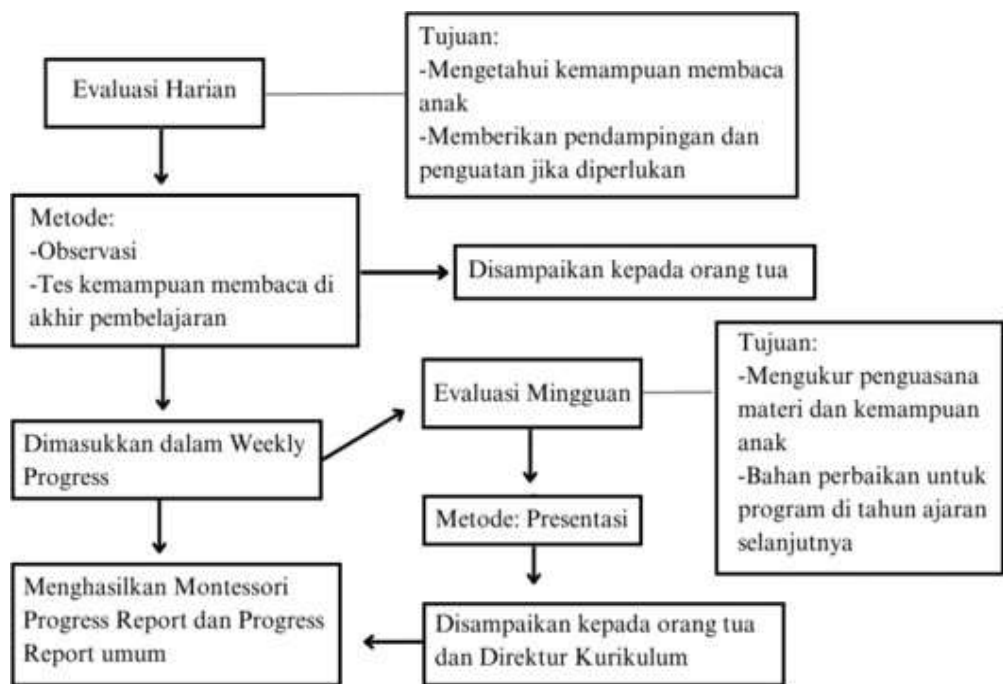 Evaluasi Harian
Tujuan:
-Mengetahui kemampuan membaca
anak
-Memberikan pendampingan dan
penguatan jika diperlukan
Metode:
-Observasi
-Tes kemampuan membaca di
akhir pembelajaran
Disampaikan kepada orang tua
Dimasukkan dalam Weekly
Progress
Evaluasi Mingguan
Tujuan:
-Mengukur penguasana
materi dan kemampuan
anak
-Bahan perbaikan untuk
program di tahun ajaran
selanjutnya
Metode: Presentasi
Disampaikan kepada orang tua
dan Direktur Kurikulum
Menghasilkan Montessori
Progress Report dan Progress
Report umum